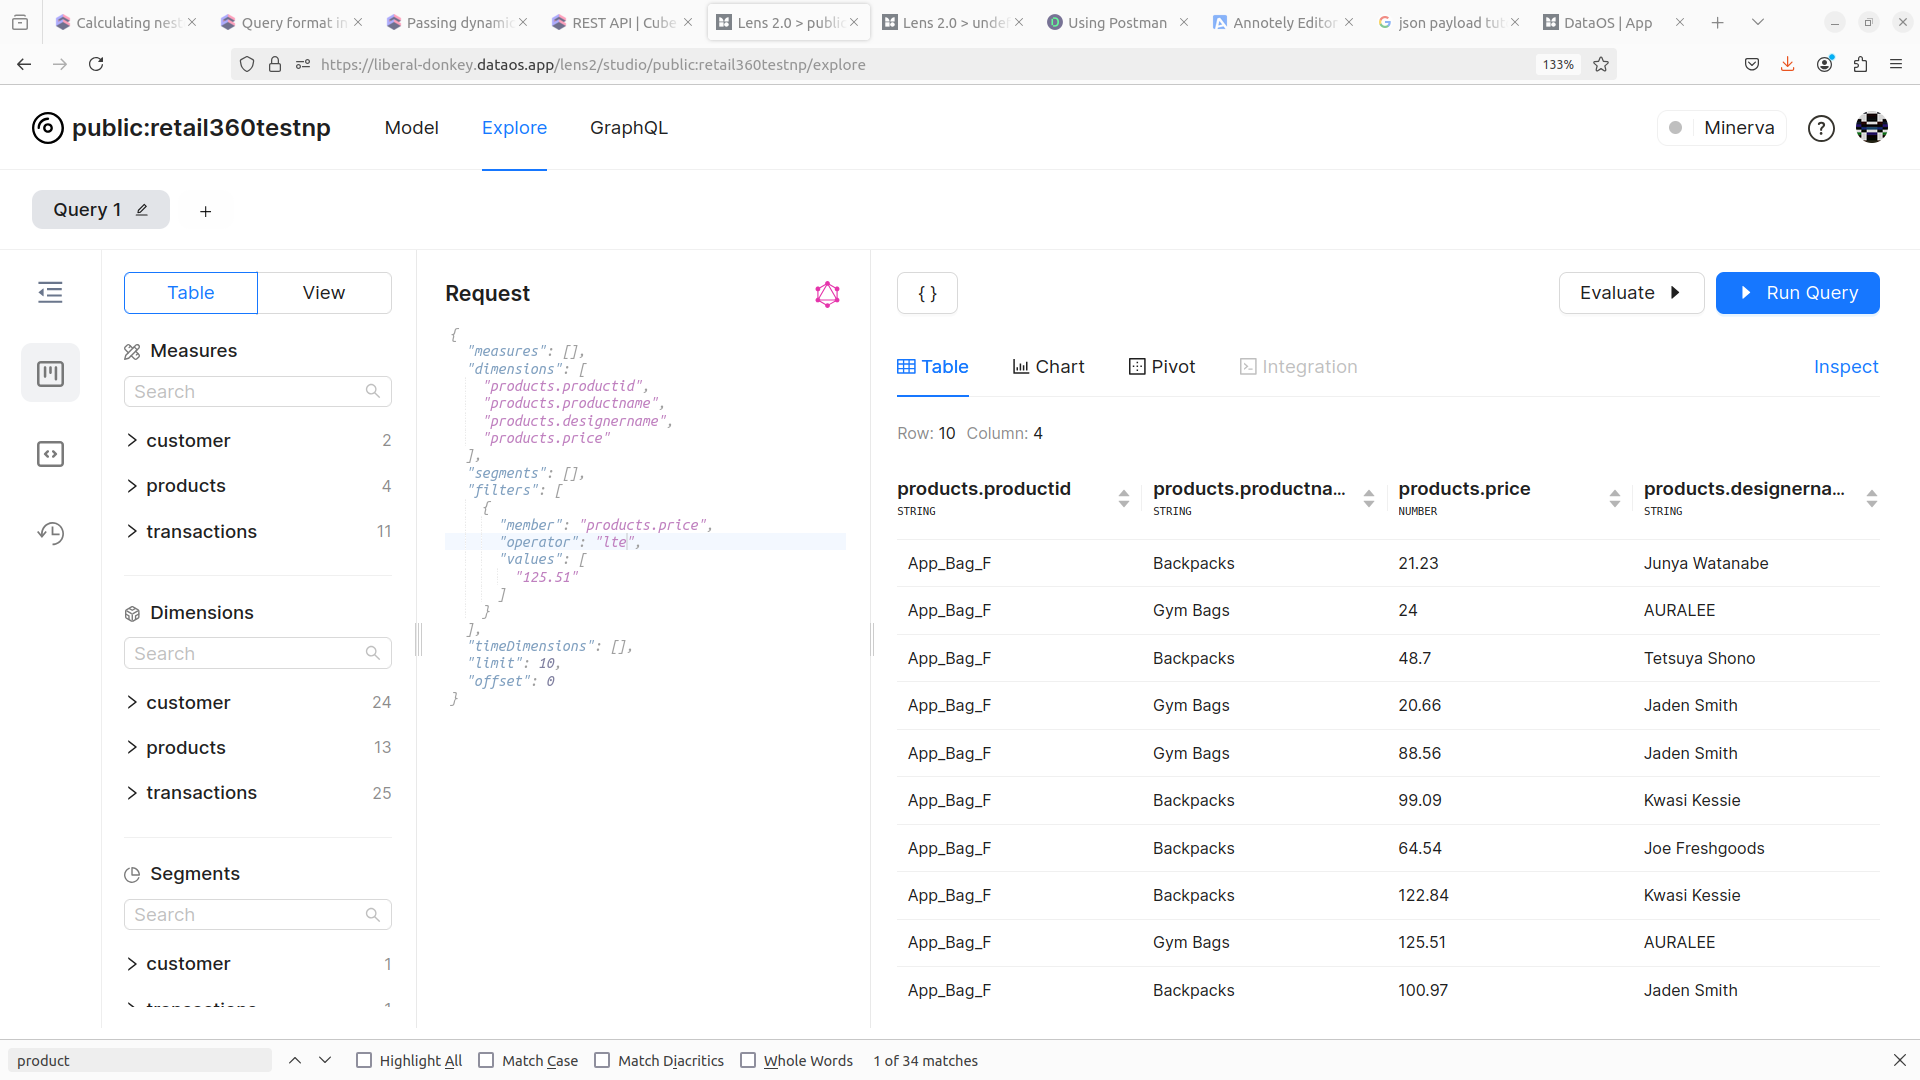 Calculating nest
Query format in
Passing dynamic
REST API | Cube
Lens 2.0 > public
Lens 2.0 > undef
Using Postman
Annotely Editor
json payload tut
DataOS | App
https://liberal-donkey.dataos.app/lens2/studio/public:retail360testnp/explore
133%
public:retail360testnp
Model
Explore
GraphQL
Minerva
Query 1
Table
View
Measures
Search
customer 2
products 4
transactions 11
Dimensions
Search
customer 24
products 13
transactions 25
Segments
Search
customer 1
transactions 1
Request
{
"measures": [],
"dimensions": [
"products.productid",
"products.productname",
"products.designername",
"products.price"
],
"segments": [],
"filters": [
{
"member": "products.price",
"operator": "lte",
"values": [
"125.51"
]
}
],
"timeDimensions": [],
"limit": 10,
"offset": 0
}
{ }
Evaluate
Run Query
Table
Chart
Pivot
Integration
Inspect
Row: 10 Column: 4
products.productid products.productna... products.price products.designerna...
STRING STRING NUMBER STRING
App_Bag_F Backpacks 21.23 Junya Watanabe
App_Bag_F Gym Bags 24 AURALEE
App_Bag_F Backpacks 48.7 Tetsuya Shono
App_Bag_F Gym Bags 20.66 Jaden Smith
App_Bag_F Gym Bags 88.56 Jaden Smith
App_Bag_F Backpacks 99.09 Kwasi Kessie
App_Bag_F Backpacks 64.54 Joe Freshgoods
App_Bag_F Backpacks 122.84 Kwasi Kessie
App_Bag_F Gym Bags 125.51 AURALEE
App_Bag_F Backpacks 100.97 Jaden Smith
product
Highlight All
Match Case
Match Diacritics
Whole Words
1 of 34 matches